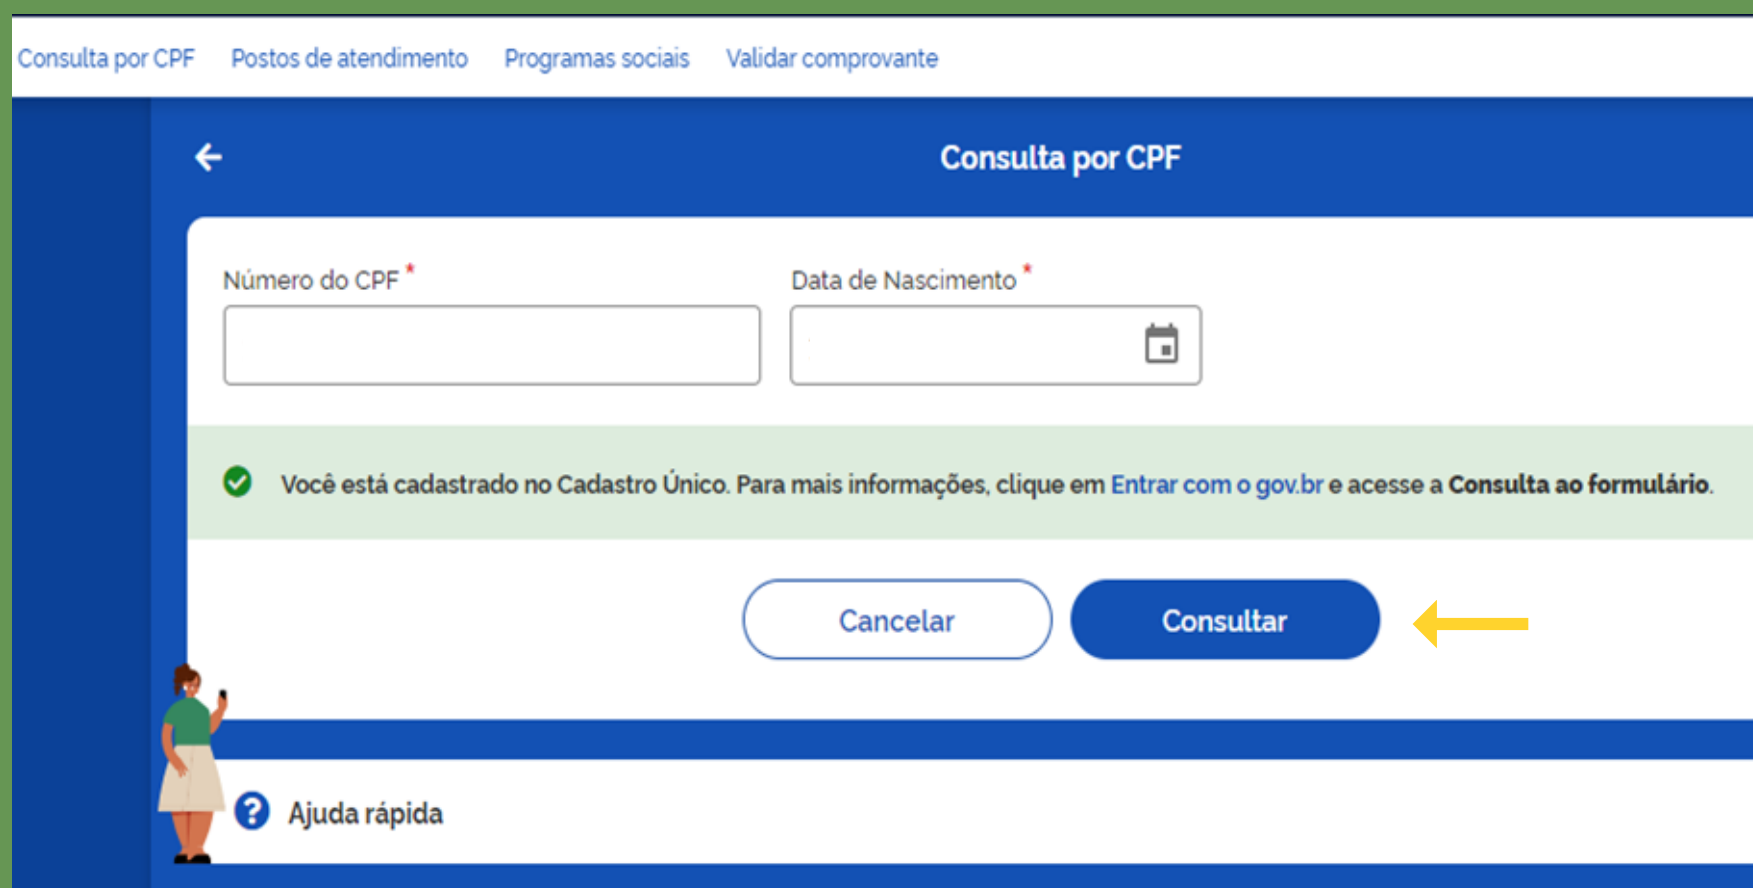 Consulta por CPF Postos de atendimento Programas sociais Validar comprovante
Consulta por CPF
Número do CPF * Data de Nascimento *
Você está cadastrado no Cadastro Único. Para mais informações, clique em Entrar com o gov.br e acesse a Consulta ao formulário.
Cancelar Consultar
Ajuda rápida